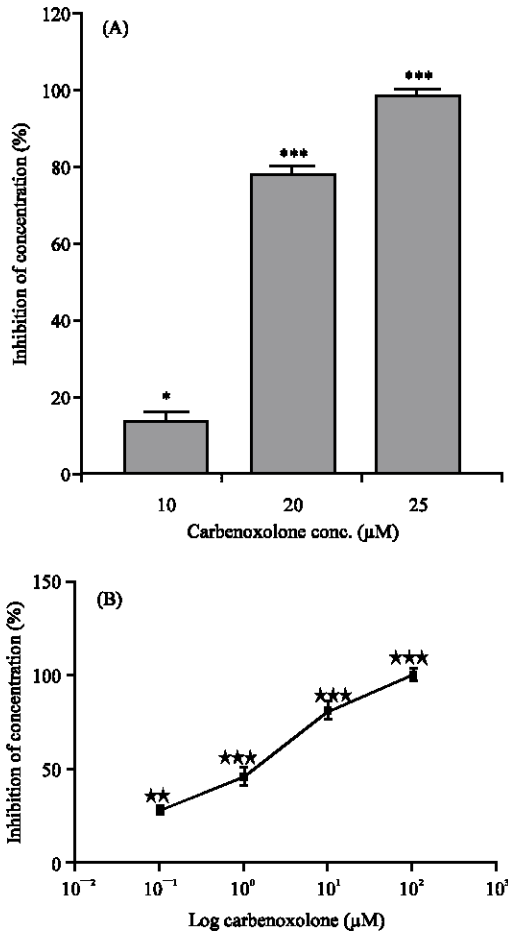 (A)
120
100
80
60
40
20
0
Inhibition of concentration (%)
*
***
***
10 20 25
Carbenoxolone conc. (µM)
(B)
150
100
50
0
Inhibition of concentration (%)
★★
★★★
★★★
★★★
10⁻² 10⁻¹ 10⁰ 10¹ 10² 10³
Log carbenoxolone (µM)